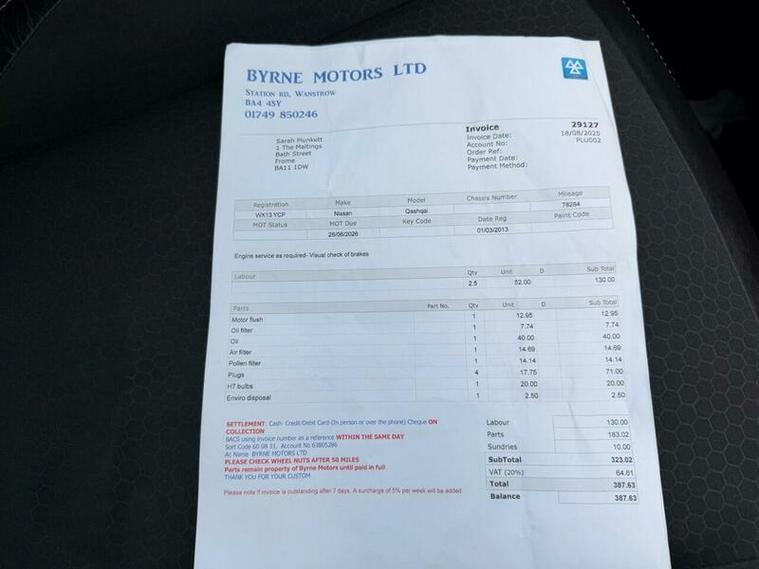 BYRNE MOTORS LTD
STATION RD, WANSTROW
BA4 4SY
01749 850246
Sarah Plunkett
1 The Maltings
Bath Street
Frome
BA11 1DW
Invoice 29127
Invoice Date: 18/08/2025
Account No: PLU002
Order Ref:
Payment Date:
Payment Method:
Registration Make Model Chassis Number Mileage
WX13 YCP Nissan Qashqai 78284
MOT Status MOT Due Key Code Date Reg Paint Code
26/06/2026 01/03/2013
Engine service as required- Visual check of brakes
Labour Qty Unit D Sub Total
2.5 52.00 130.00
Parts Part No. Qty Unit D Sub Total
Motor flush 1 12.95 12.95
Oil filter 1 7.74 7.74
Oil 1 40.00 40.00
Air filter 1 14.69 14.69
Pollen filter 1 14.14 14.14
Plugs 4 17.75 71.00
H7 bulbs 1 20.00 20.00
Enviro disposal 1 2.50 2.50
SETTLEMENT: Cash- Credit/Debit Card-(In person or over the phone) Cheque ON
COLLECTION
BACS using invoice number as a reference WITHIN THE SAME DAY
Sort Code 60 08 31, Account No 63805286
Ac Name BYRNE MOTORS LTD
PLEASE CHECK WHEEL NUTS AFTER 50 MILES
Parts remain property of Byrne Motors until paid in full
THANK YOU FOR YOUR CUSTOM
Please note if invoice is outstanding after 7 days. A surcharge of 5% per week will be added.
Labour 130.00
Parts 183.02
Sundries 10.00
SubTotal 323.02
VAT (20%) 64.61
Total 387.63
Balance 387.63